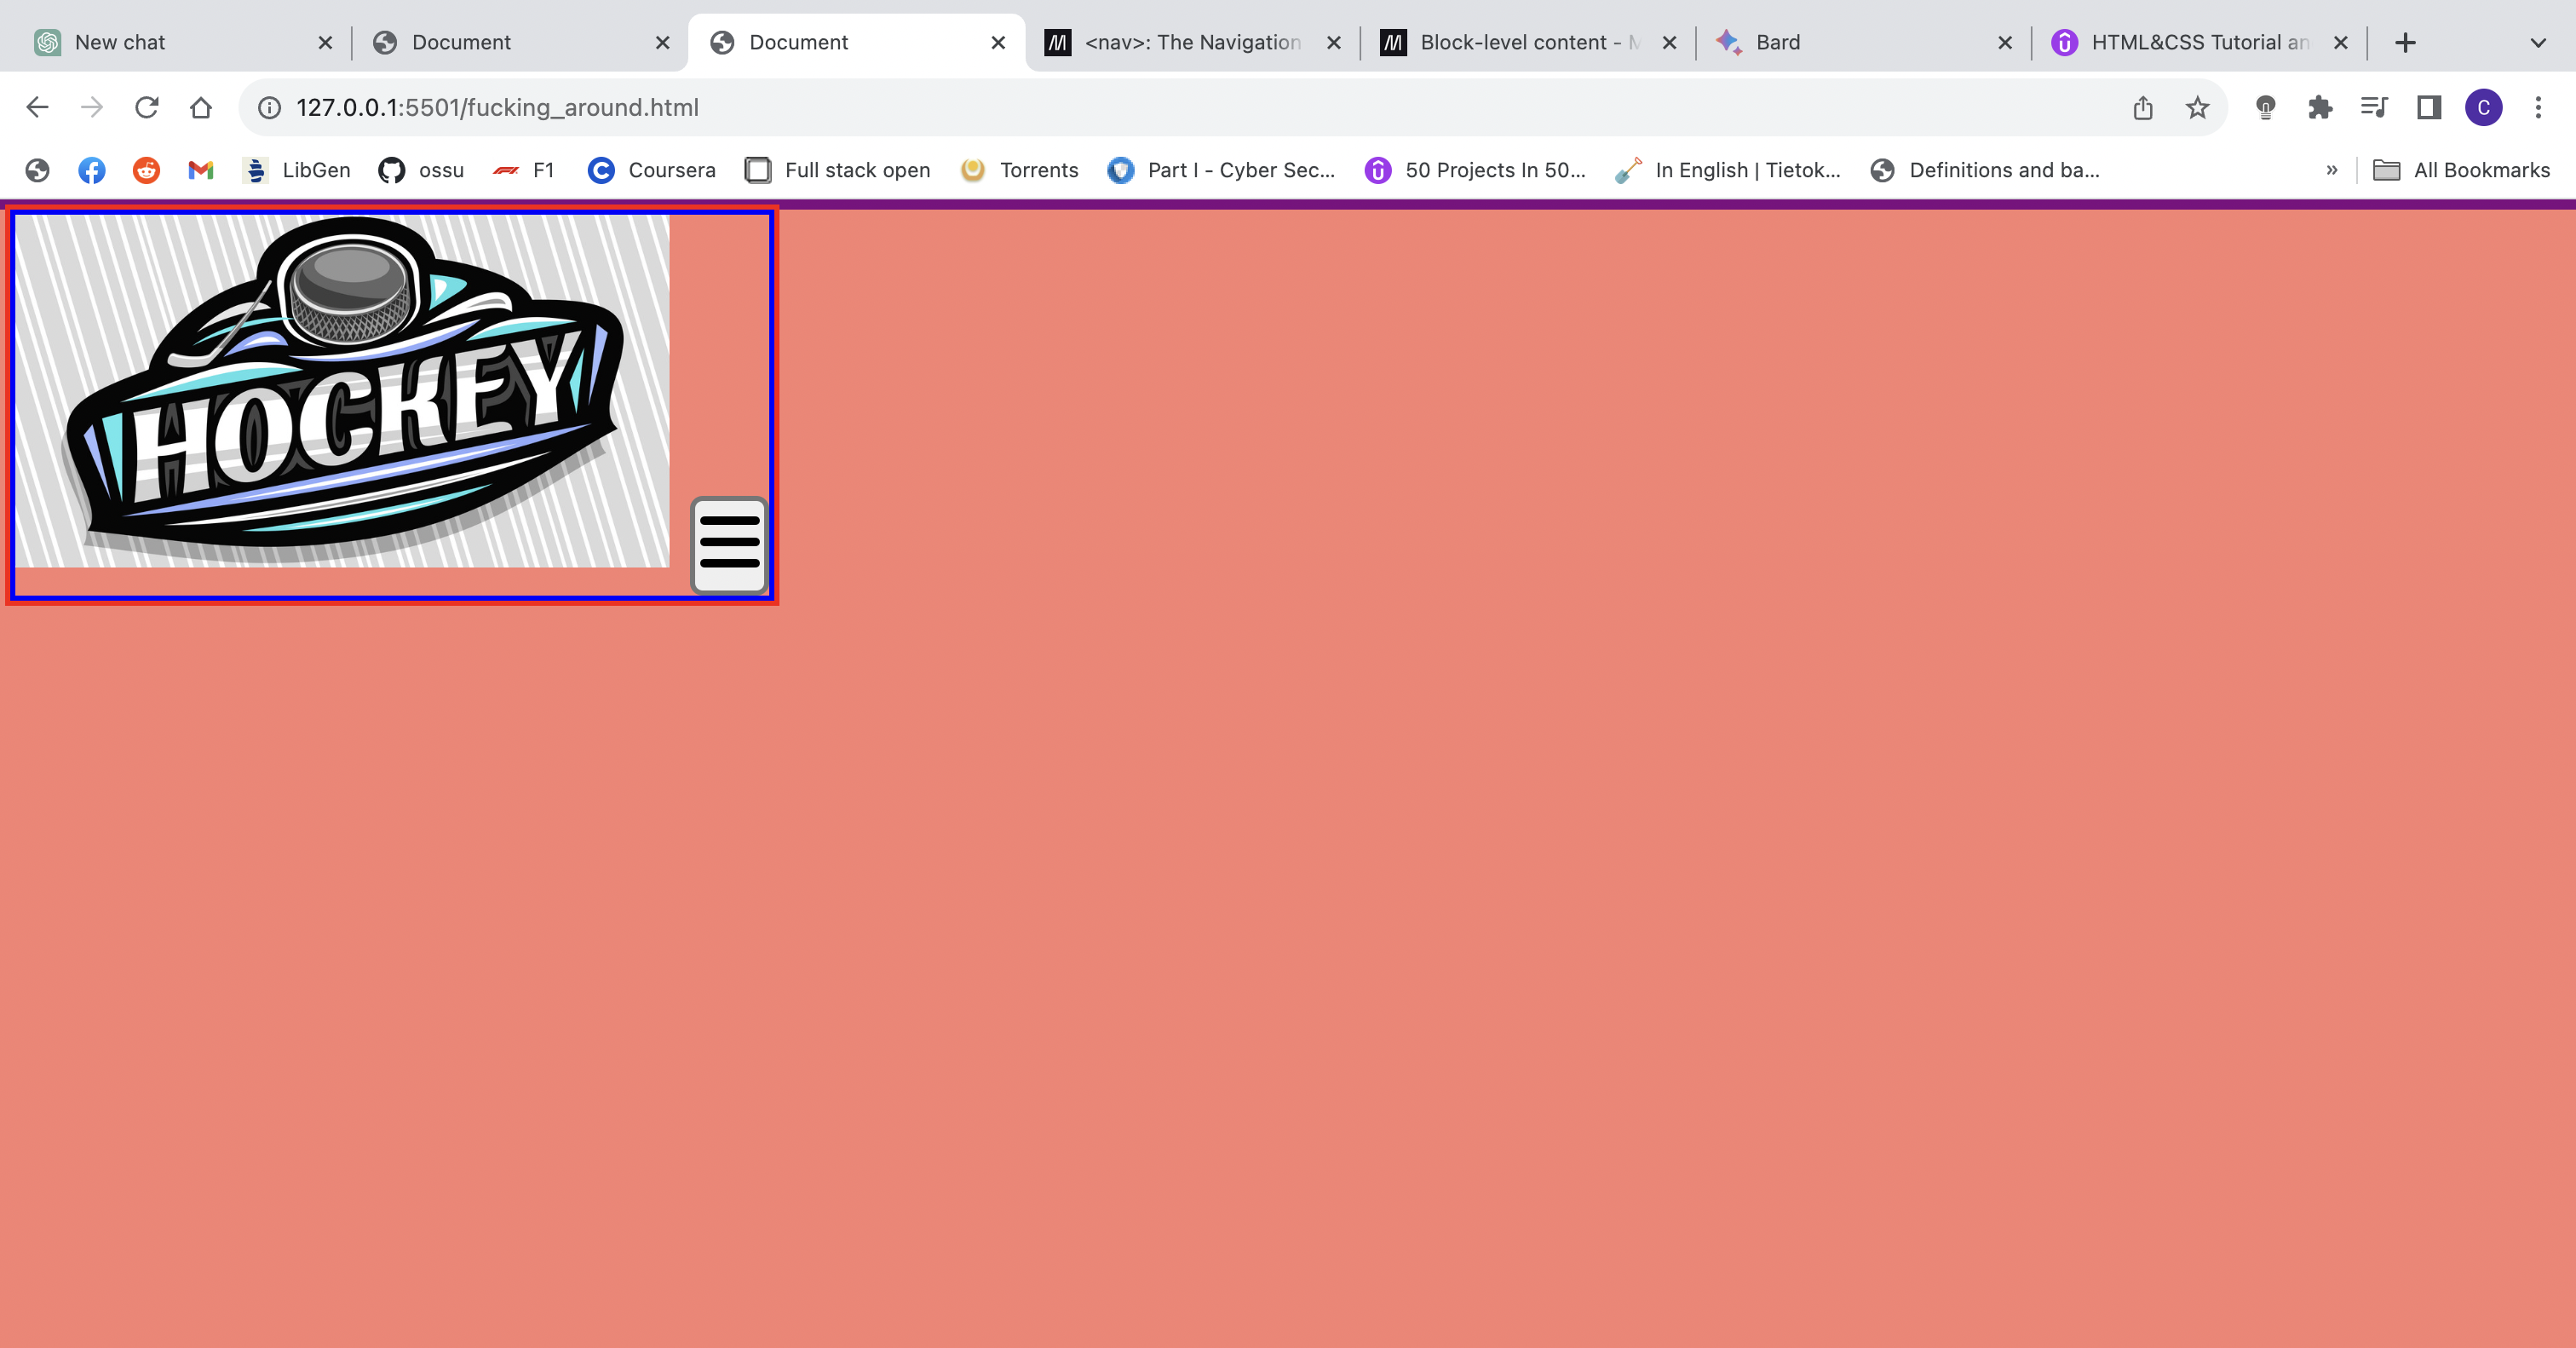 New chat
Document
Document
<nav>: The Navigation
Block-level content - M
Bard
HTML&CSS Tutorial an
127.0.0.1:5501/fucking_around.html
C
LibGen
ossu
F1
Coursera
Full stack open
Torrents
Part I - Cyber Sec...
50 Projects In 50...
In English | Tietok...
Definitions and ba...
»
All Bookmarks
HOCKEY